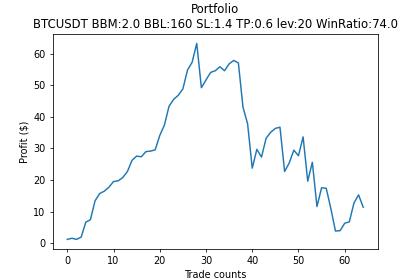 Portfolio
BTCUSDT BBM:2.0 BBL:160 SL:1.4 TP:0.6 lev:20 WinRatio:74.0
60
50
40
30
20
10
0
Profit ($)
0 10 20 30 40 50 60
Trade counts